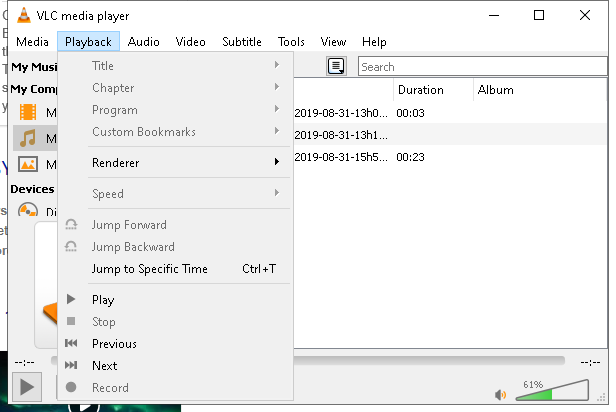 VLC media player
Media Playback Audio Video Subtitle Tools View Help
My Musi
Title
Search
My Comp
Chapter
Duration Album
Program
2019-08-31-13h0... 00:03
Custom Bookmarks
2019-08-31-13h1...
Renderer
2019-08-31-15h5... 00:23
Devices
Speed
Di
Jump Forward
Jump Backward
Jump to Specific Time Ctrl+T
Play
Stop
Previous
--:-- --:--
Next
Record
61%